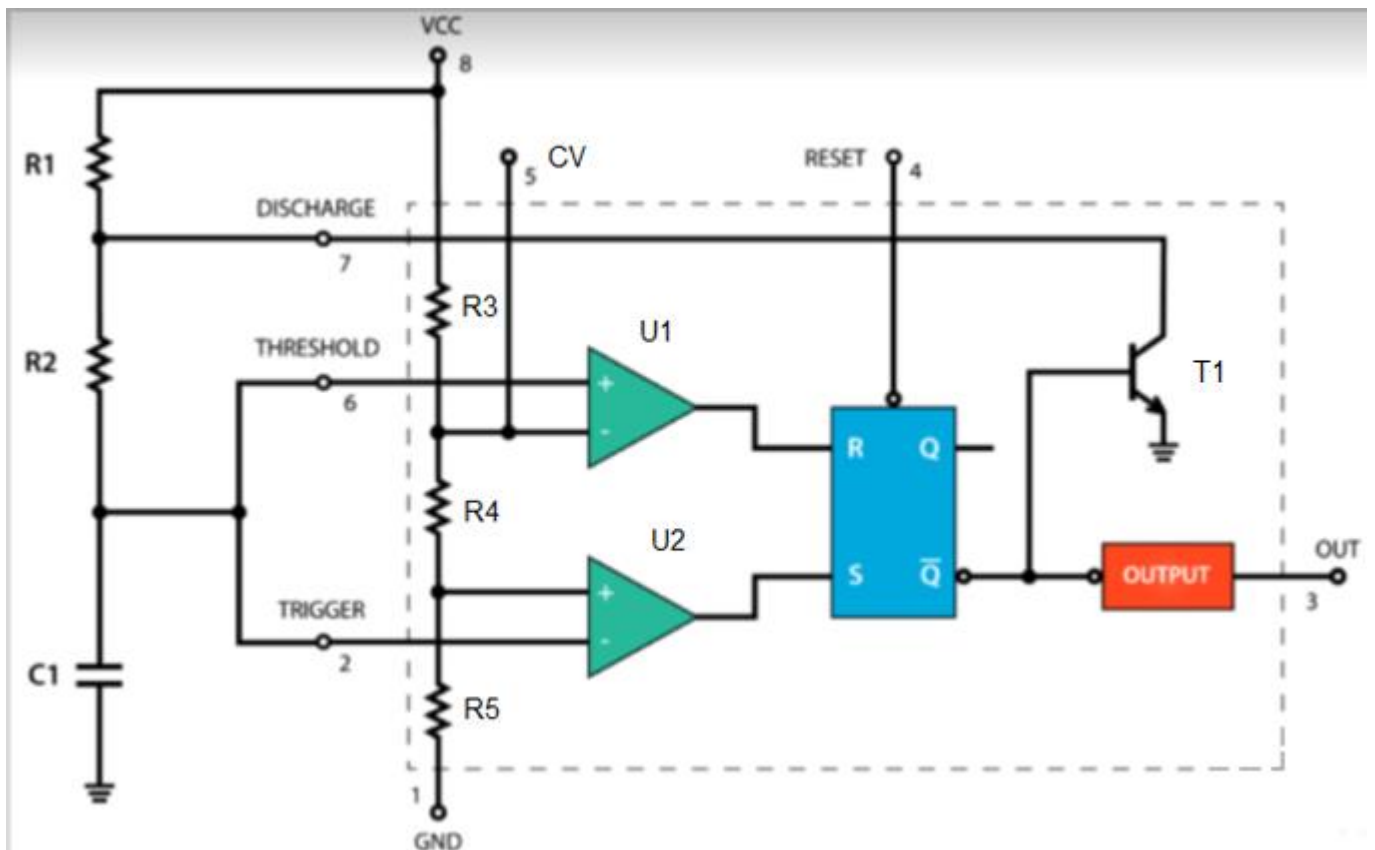 VCC
8
R1
5
CV
RESET
4
DISCHARGE
7
R3
U1
R2
THRESHOLD
6
T1
+
-
R
Q
R4
U2
S
Q̅
OUTPUT
OUT
3
+
-
TRIGGER
2
C1
R5
1
GND